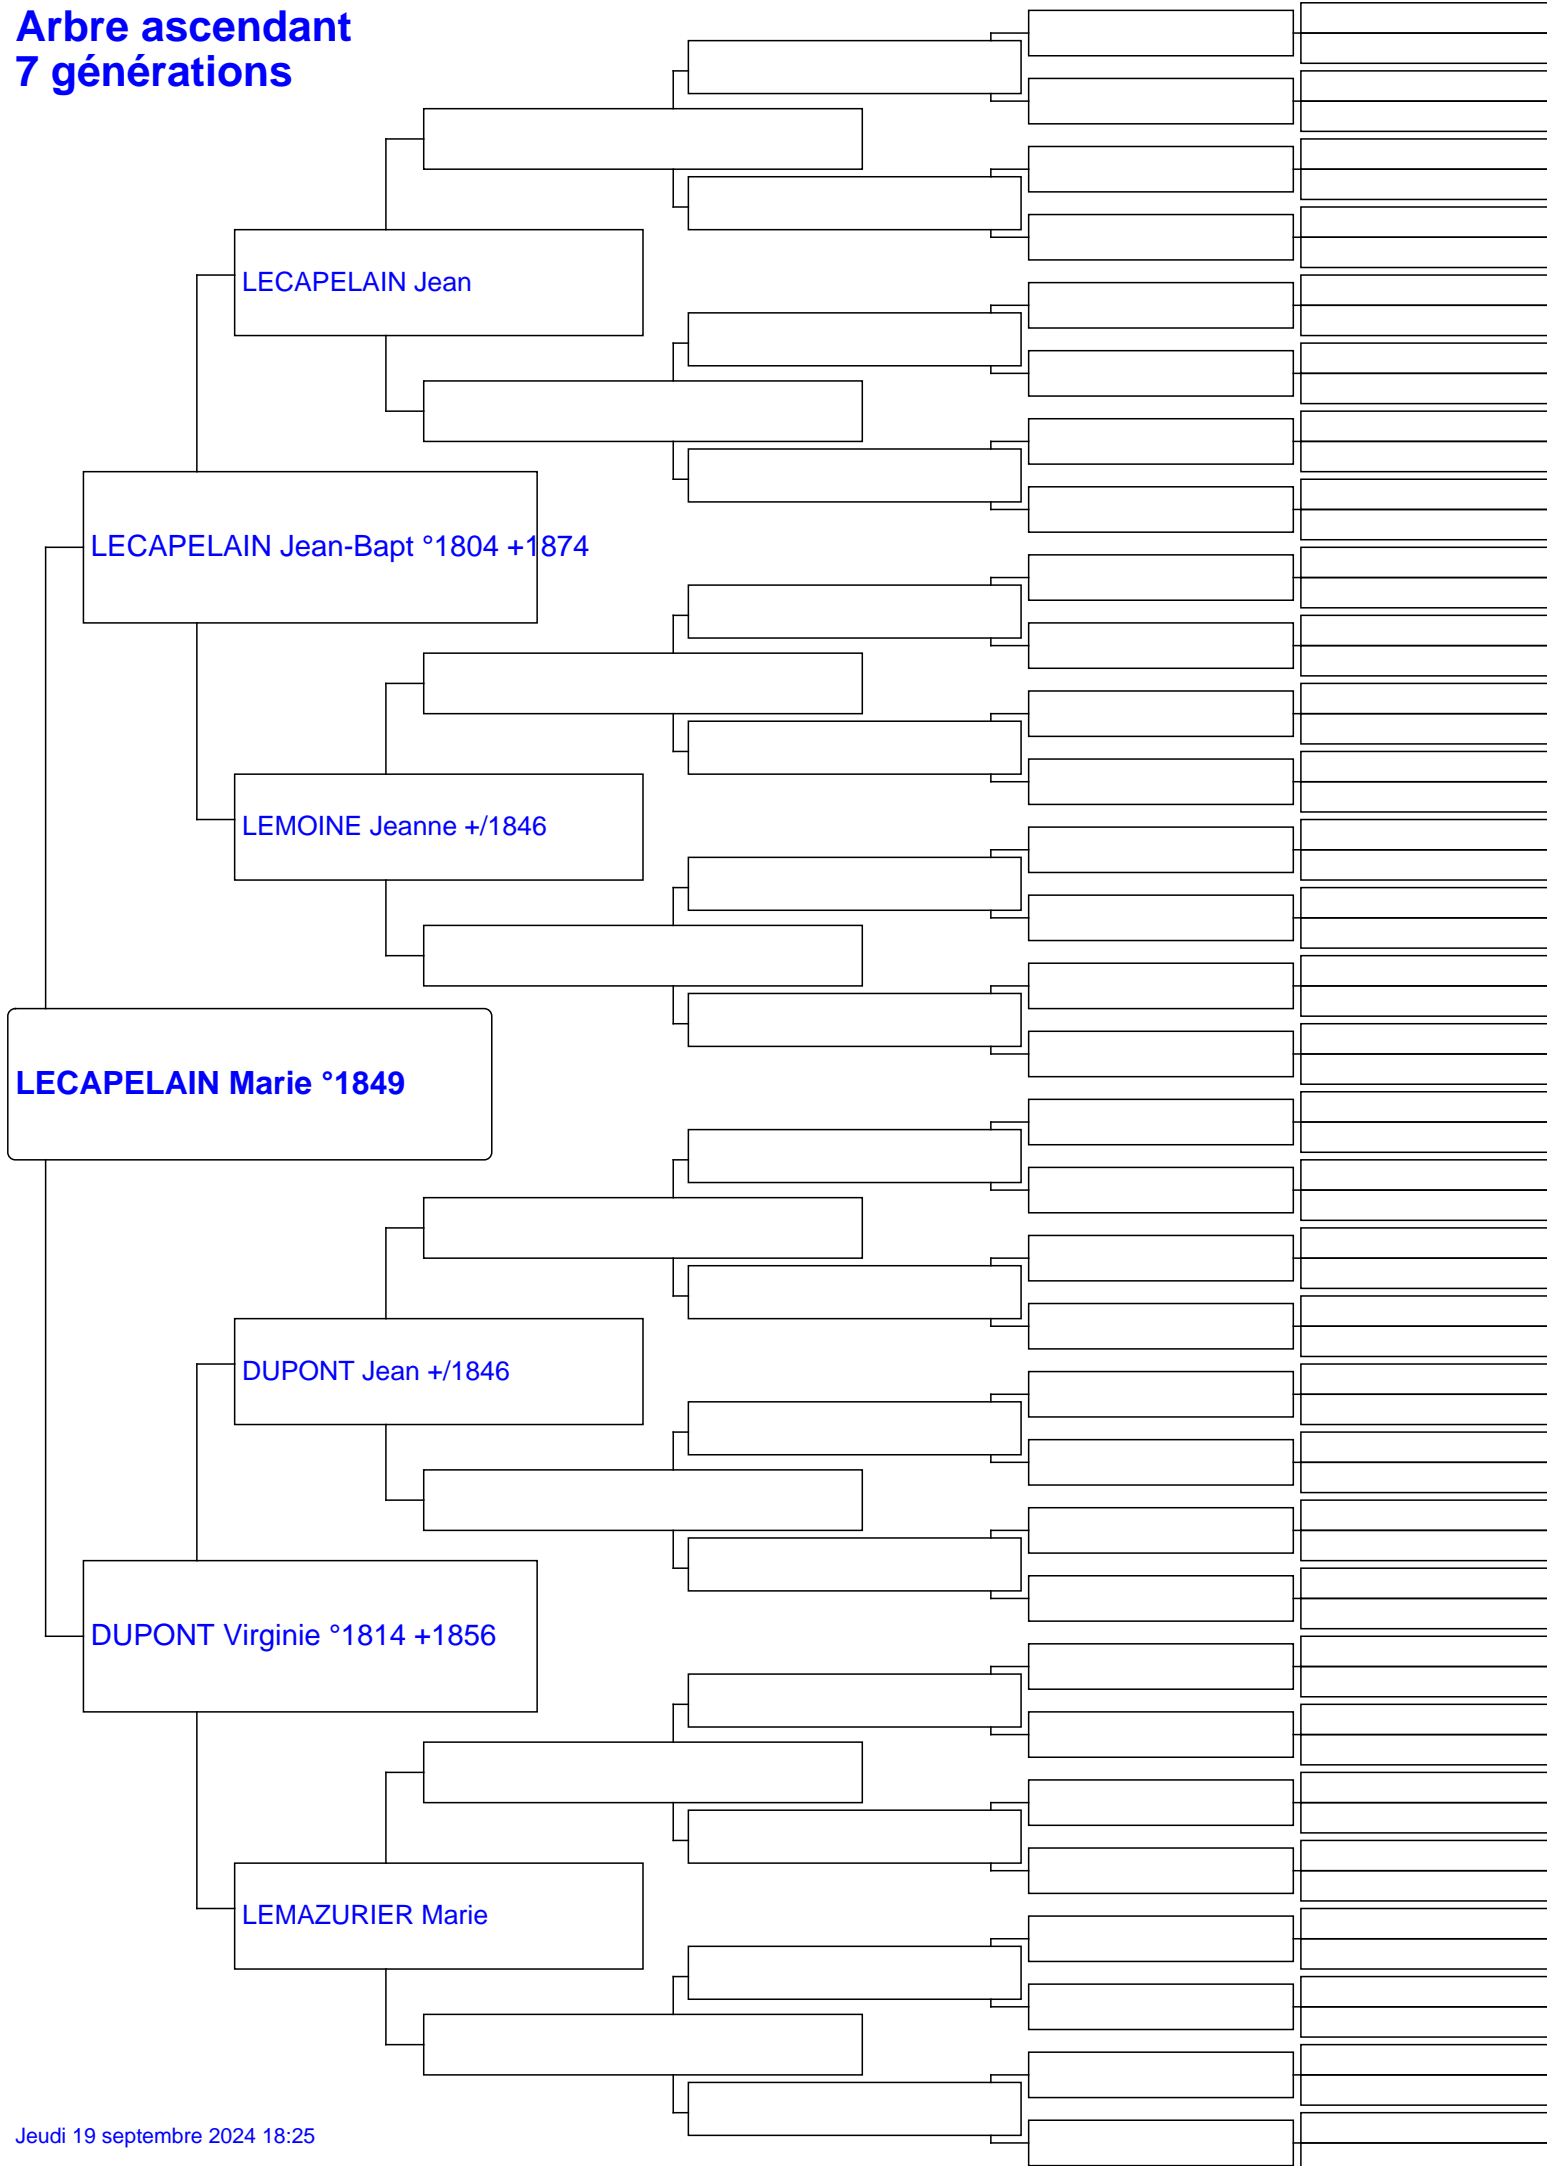 Arbre ascendant
7 générations
LECAPELAIN Jean
LECAPELAIN Jean-Bapt °1804 +1874
LEMOINE Jeanne +/1846
LECAPELAIN Marie °1849
DUPONT Jean +/1846
DUPONT Virginie °1814 +1856
LEMAZURIER Marie
Jeudi 19 septembre 2024 18:25